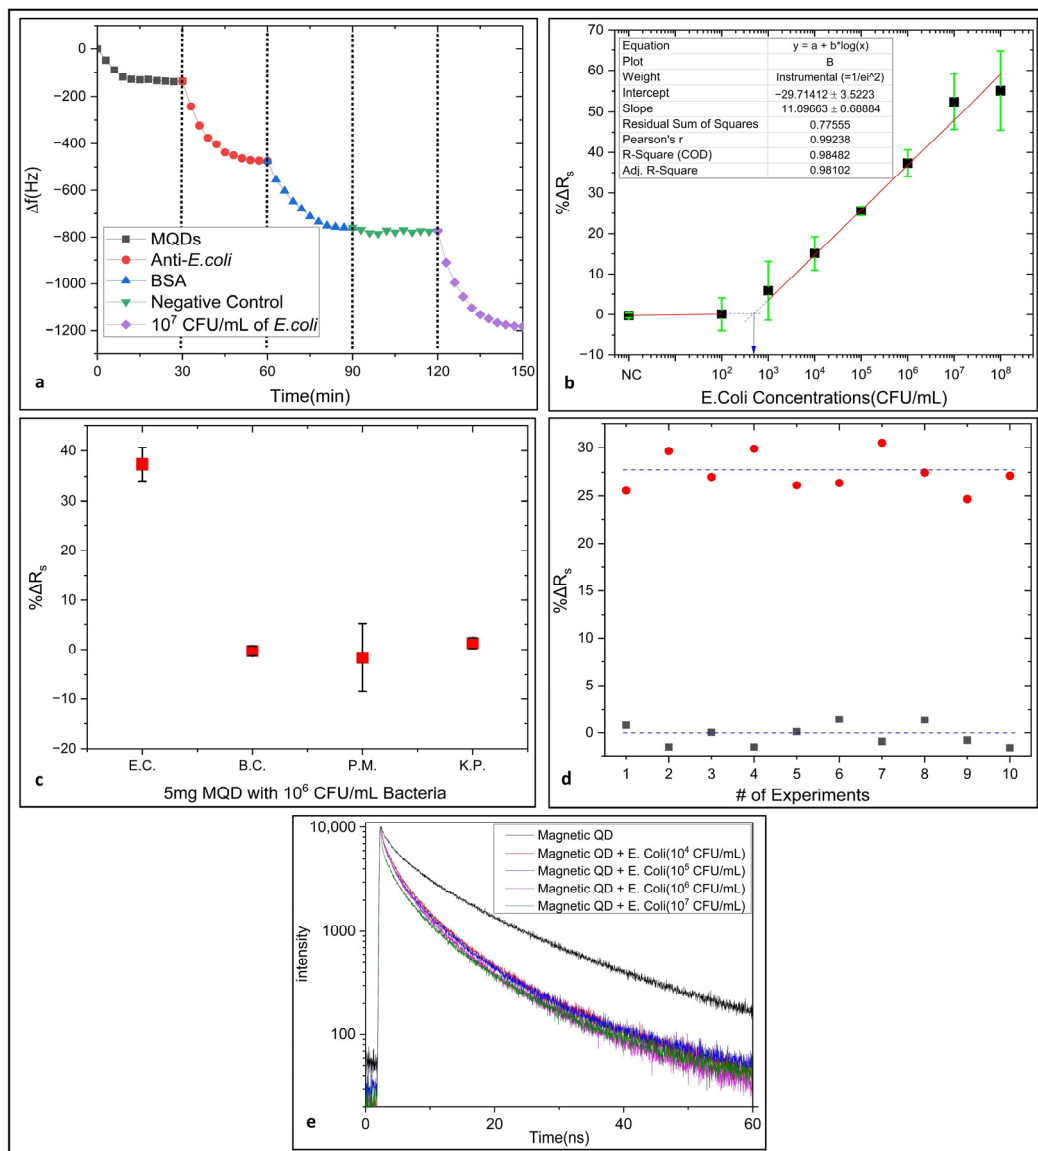 0
−200
−400
−600
−800
−1000
−1200
Δf(Hz)
MQDs
Anti-E.coli
BSA
Negative Control
10⁷ CFU/mL of E.coli
0 30 60 90 120 150
Time(min)
a
70
60
50
40
30
20
10
0
−10
%ΔRs
Equation y = a + b*log(x)
Plot B
Weight Instrumental (=1/ei^2)
Intercept −29.71412 ± 3.5223
Slope 11.09663 ± 0.68884
Residual Sum of Squares 0.77555
Pearson's r 0.99238
R-Square (COD) 0.98482
Adj. R-Square 0.98102
NC 10² 10³ 10⁴ 10⁵ 10⁶ 10⁷ 10⁸
E.Coli Concentrations(CFU/mL)
b
40
30
20
10
0
−10
−20
%ΔRs
E.C. B.C. P.M. K.P.
5mg MQD with 10⁶ CFU/mL Bacteria
c
30
25
20
15
10
5
0
%ΔRs
1 2 3 4 5 6 7 8 9 10
# of Experiments
d
10,000
1000
100
intensity
Magnetic QD
Magnetic QD + E. Coli(10⁴ CFU/mL)
Magnetic QD + E. Coli(10⁵ CFU/mL)
Magnetic QD + E. Coli(10⁶ CFU/mL)
Magnetic QD + E. Coli(10⁷ CFU/mL)
0 20 40 60
Time(ns)
e